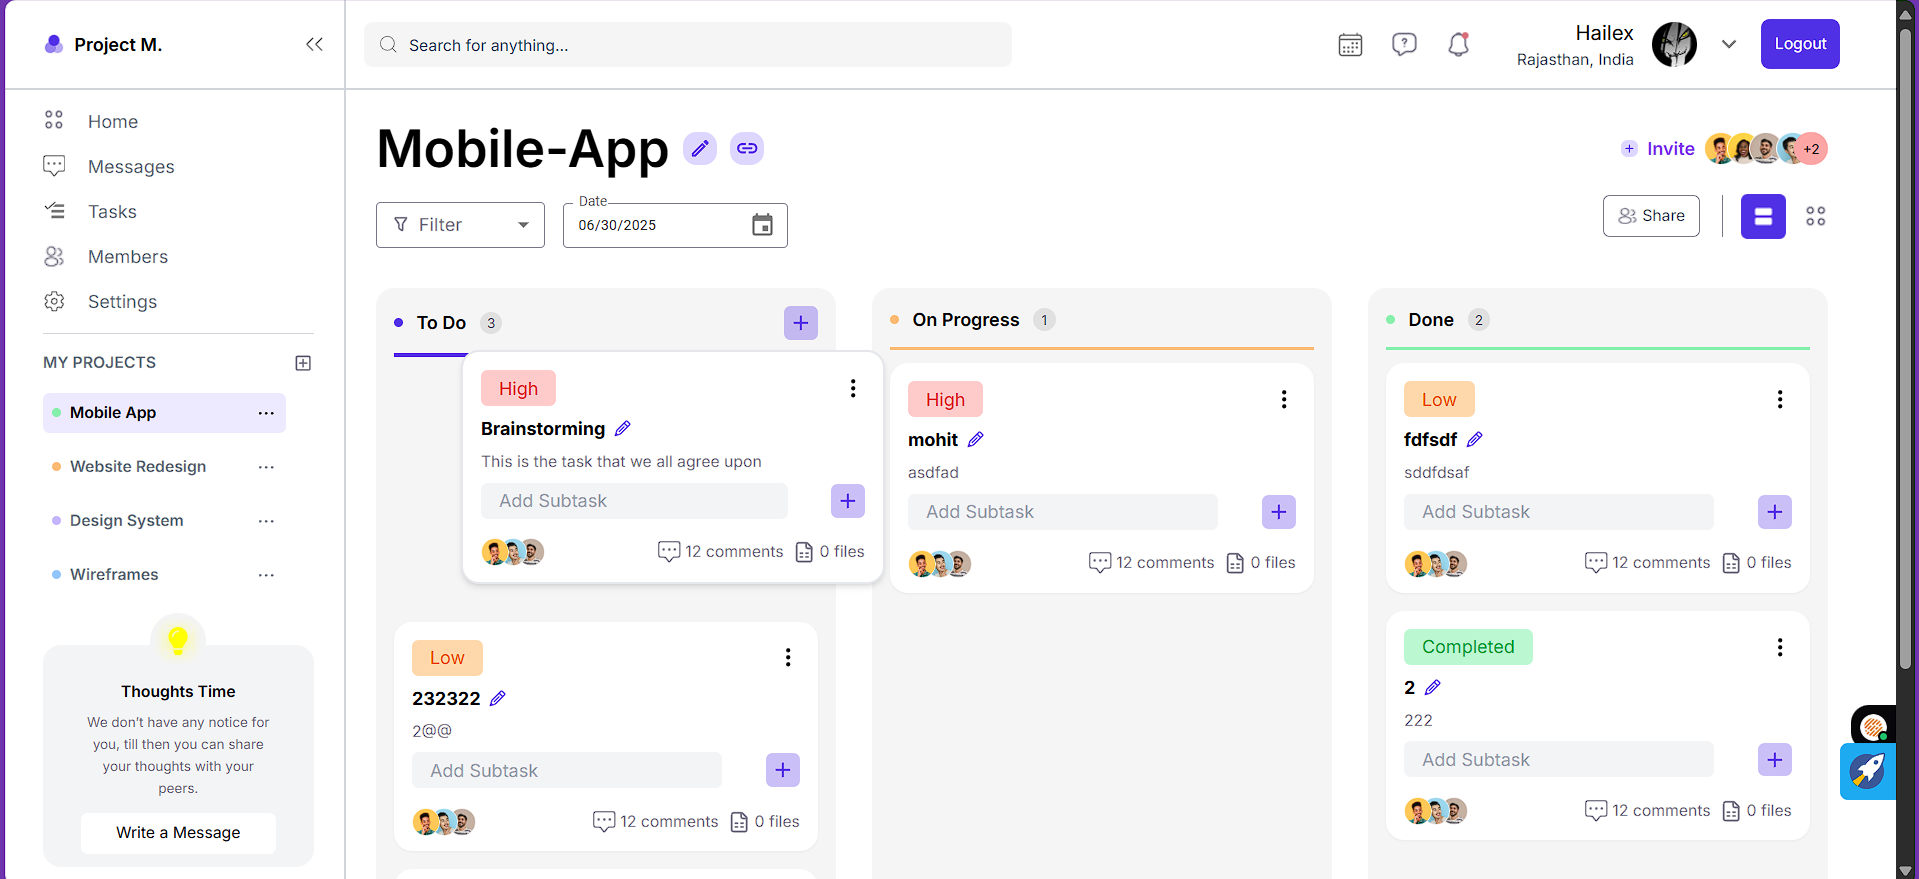 Project M.
Search for anything...
Hailex
Rajasthan, India
Logout
Home
Messages
Tasks
Members
Settings
MY PROJECTS
Mobile App
Website Redesign
Design System
Wireframes
Thoughts Time
We don't have any notice for
you, till then you can share
your thoughts with your
peers.
Write a Message
Mobile-App
+ Invite
+2
Filter
Date
06/30/2025
Share
To Do 3
High
Brainstorming
This is the task that we all agree upon
Add Subtask
12 comments 0 files
Low
232322
2@@
Add Subtask
12 comments 0 files
On Progress 1
High
mohit
asdfad
Add Subtask
12 comments 0 files
Done 2
Low
fdfsdf
sddfdsaf
Add Subtask
12 comments 0 files
Completed
2
222
Add Subtask
12 comments 0 files